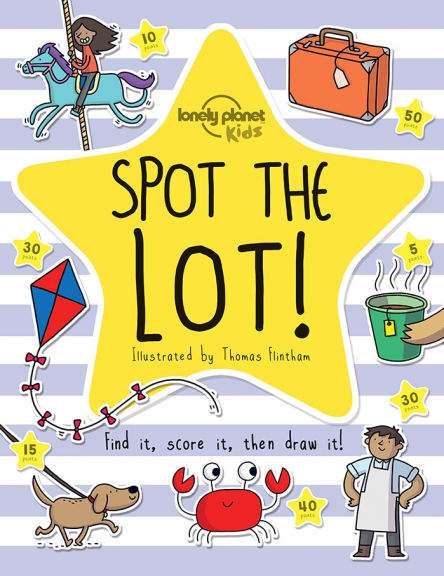 10
points
lonely planet
Kids
50
points
SPOT THE
LOT!
30
points
5
points
Illustrated by Thomas Flintham
30
points
Find it, score it, then draw it!
15
points
40
points